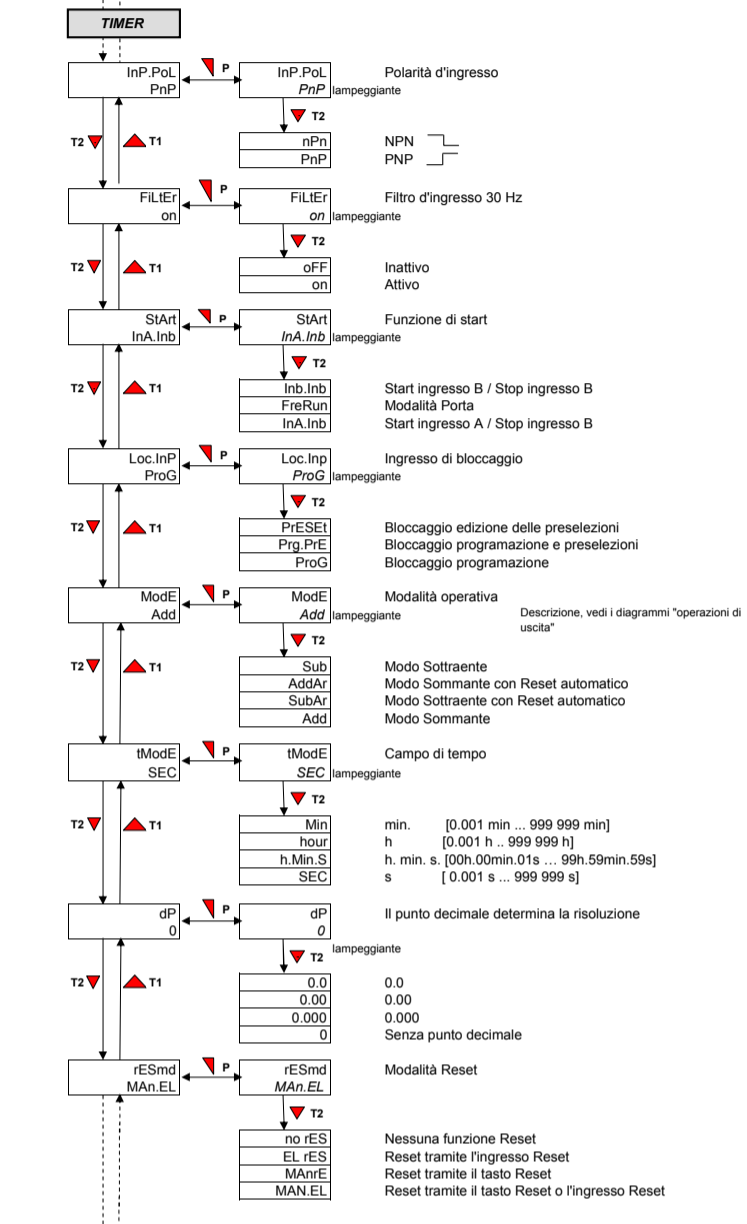 TIMER
InP.PoL P InP.PoL Polarità d'ingresso
PnP PnP lampeggiante
T2
T2 T1 nPn NPN
PnP PNP
FiLtEr P FiLtEr Filtro d'ingresso 30 Hz
on on lampeggiante
T2
T2 T1 oFF Inattivo
on Attivo
StArt P StArt Funzione di start
InA.Inb InA.Inb lampeggiante
T2
T2 T1 Inb.Inb Start ingresso B / Stop ingresso B
FreRun Modalità Porta
InA.Inb Start ingresso A / Stop ingresso B
Loc.InP P Loc.Inp Ingresso di bloccaggio
ProG ProG lampeggiante
T2
T2 T1 PrESEt Bloccaggio edizione delle preselezioni
Prg.PrE Bloccaggio programazione e preselezioni
ProG Bloccaggio programazione
ModE P ModE Modalità operativa
Add Add lampeggiante Descrizione, vedi i diagrammi "operazioni di
uscita"
T2
T2 T1 Sub Modo Sottraente
AddAr Modo Sommante con Reset automatico
SubAr Modo Sottraente con Reset automatico
Add Modo Sommante
tModE P tModE Campo di tempo
SEC SEC lampeggiante
T2
T2 T1 Min min. [0.001 min ... 999 999 min]
hour h [0.001 h .. 999 999 h]
h.Min.S h. min. s. [00h.00min.01s … 99h.59min.59s]
SEC s [ 0.001 s ... 999 999 s]
dP P dP Il punto decimale determina la risoluzione
0 0
lampeggiante
T2
T2 T1 0.0 0.0
0.00 0.00
0.000 0.000
0 Senza punto decimale
rESmd P rESmd Modalità Reset
MAn.EL MAn.EL
T2
no rES Nessuna funzione Reset
EL rES Reset tramite l'ingresso Reset
MAnrE Reset tramite il tasto Reset
MAN.EL Reset tramite il tasto Reset o l'ingresso Reset